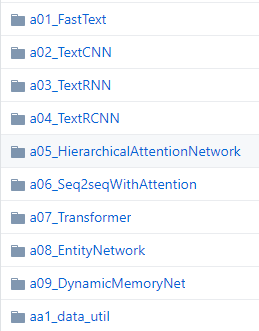 a01_FastText
a02_TextCNN
a03_TextRNN
a04_TextRCNN
a05_HierarchicalAttentionNetwork
a06_Seq2seqWithAttention
a07_Transformer
a08_EntityNetwork
a09_DynamicMemoryNet
aa1_data_util